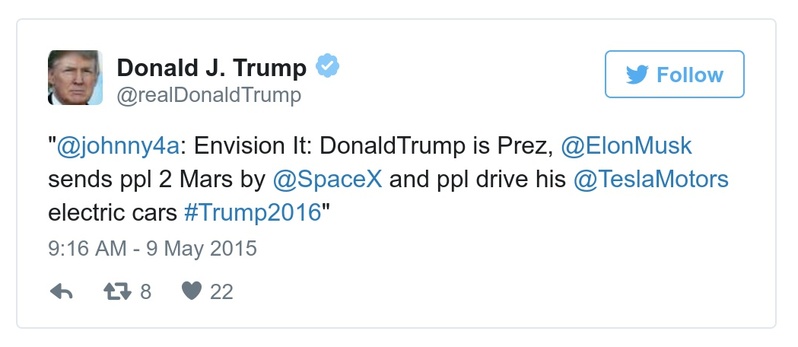 Donald J. Trump
@realDonaldTrump
Follow
"@johnny4a: Envision It: DonaldTrump is Prez, @ElonMusk
sends ppl 2 Mars by @SpaceX and ppl drive his @TeslaMotors
electric cars #Trump2016"
9:16 AM - 9 May 2015
8 22